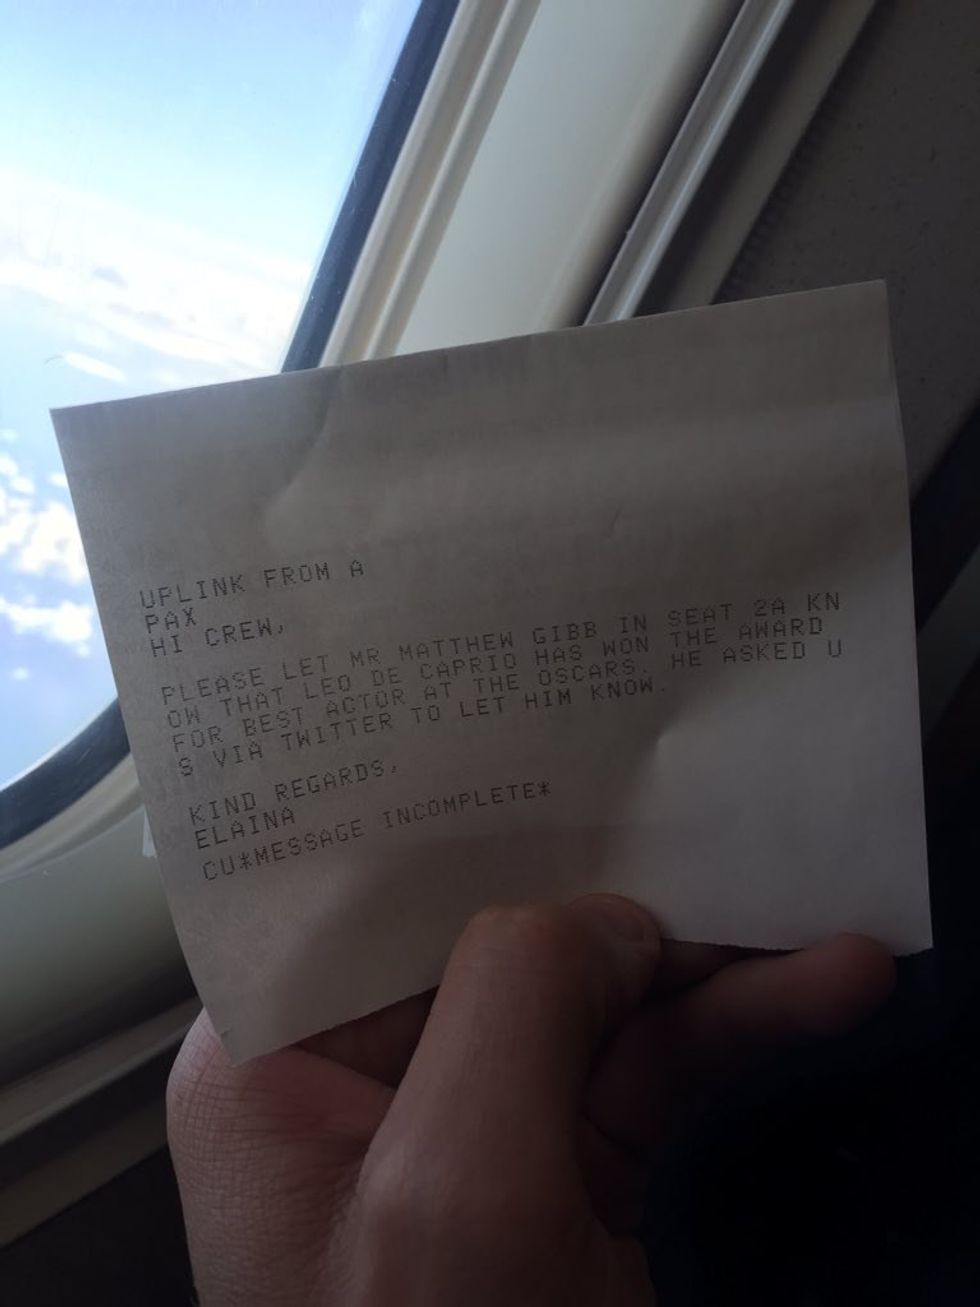 UPLINK FROM A
PAX
HI CREW,
PLEASE LET MR MATTHEW GIBB IN SEAT 2A KN
OW THAT LEO DE CAPRIO HAS WON THE AWARD
FOR BEST ACTOR AT THE OSCARS. HE ASKED U
S VIA TWITTER TO LET HIM KNOW.
KIND REGARDS,
ELAINA
CU*MESSAGE INCOMPLETE*